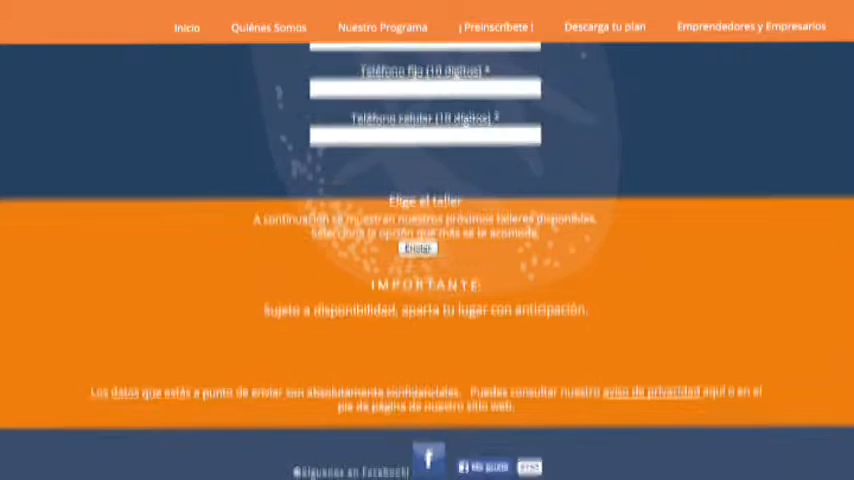 Inicio Quiénes Somos Nuestro Programa ¡Preinscríbete! Descarga tu plan Emprendedores y Empresarios
Teléfono fijo (10 dígitos) *
Teléfono celular (10 dígitos) *
Elige el taller
A continuación se muestran nuestros próximos talleres disponibles.
Selecciona la opción que más se te acomode.
Enviar
IMPORTANTE:
Sujeto a disponibilidad, aparta tu lugar con anticipación.
Los datos que estás a punto de enviar son absolutamente confidenciales. Puedes consultar nuestro aviso de privacidad aquí o en el
pie de página de nuestro sitio web.
Síguenos en Facebook!
f
Me gusta